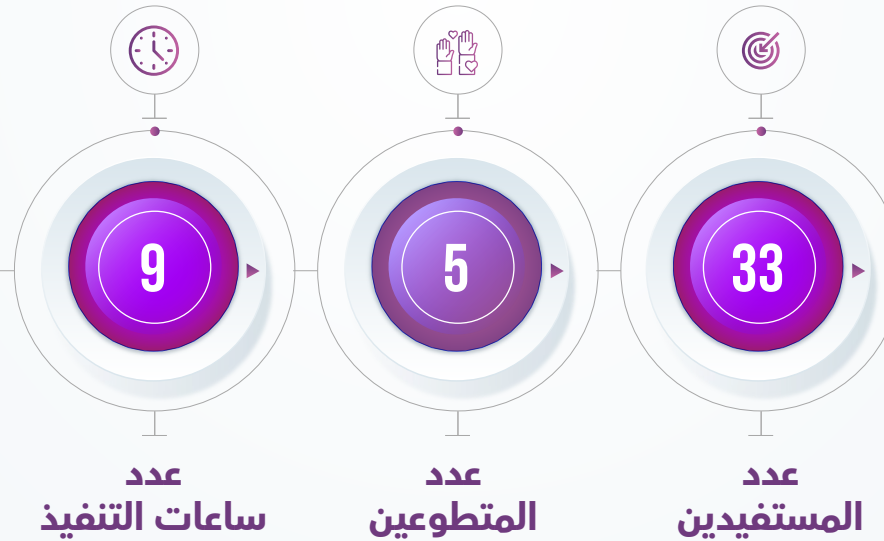 33
عدد
المستفيدين
5
عدد
المتطوعين
9
عدد
ساعات التنفيذ